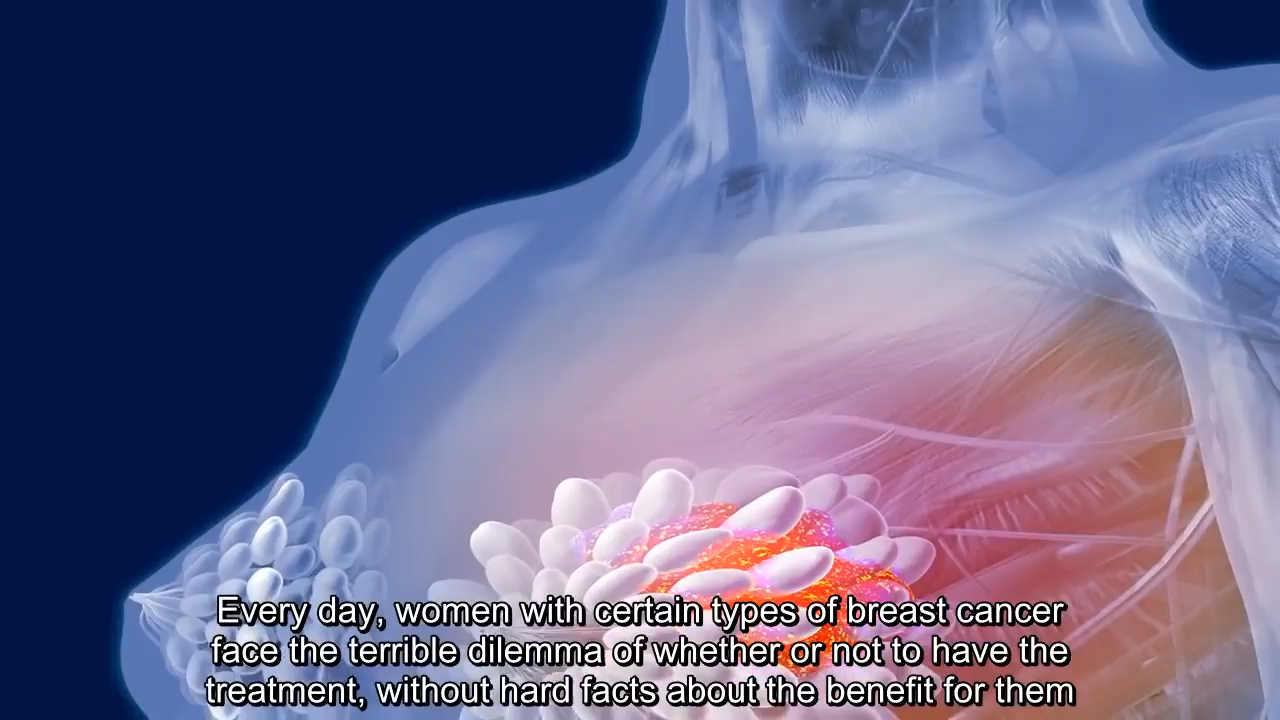 Every day, women with certain types of breast cancer
face the terrible dilemma of whether or not to have the
treatment, without hard facts about the benefit for them